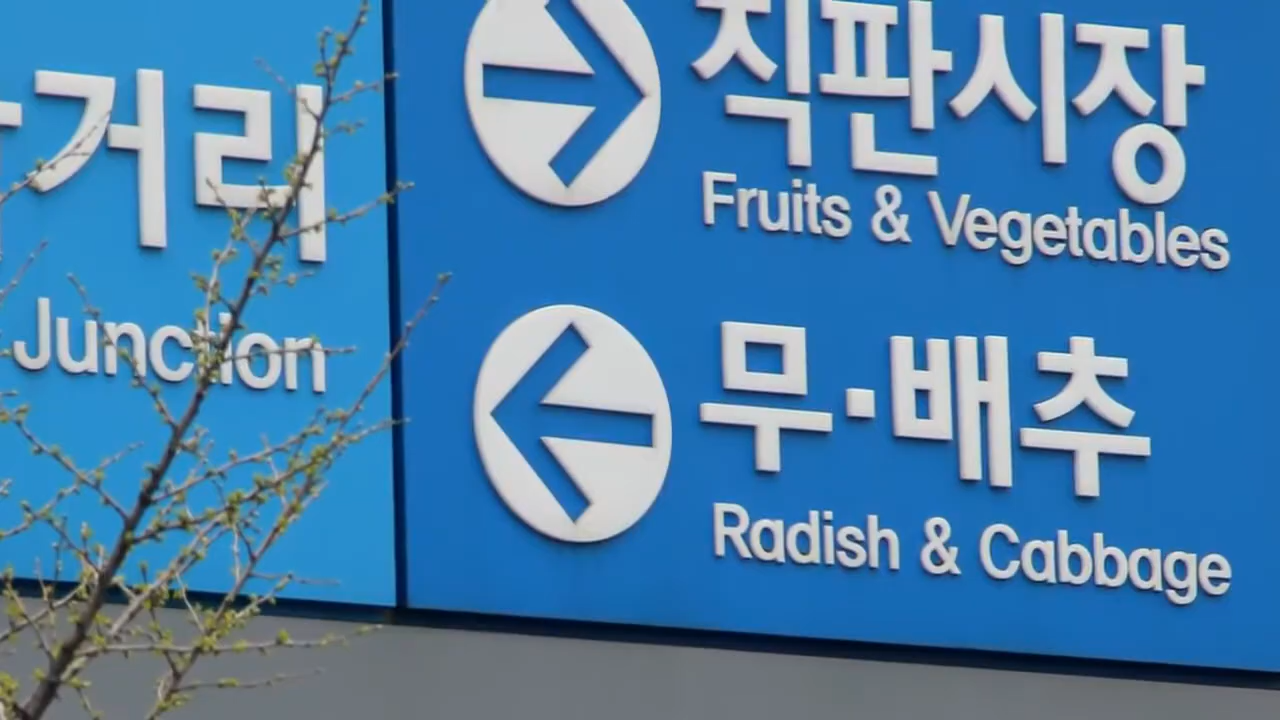 거리
Junction
직판시장
Fruits & Vegetables
무·배추
Radish & Cabbage